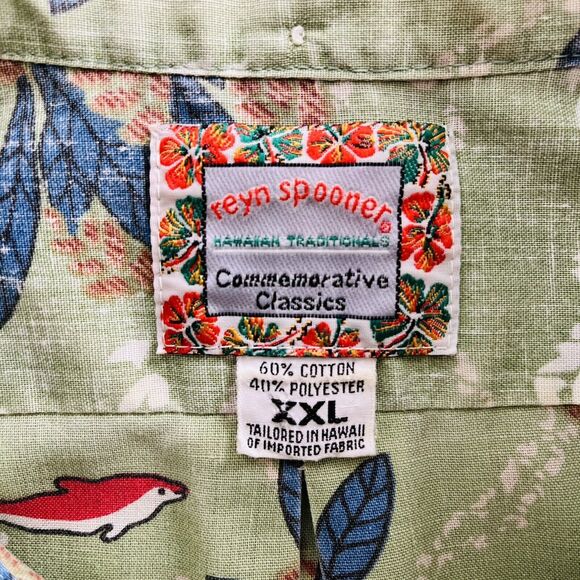 reyn spooner®
HAWAIIAN TRADITIONALS
Commemorative
Classics
60% COTTON
40% POLYESTER
XXL
TAILORED IN HAWAII
OF IMPORTED FABRIC